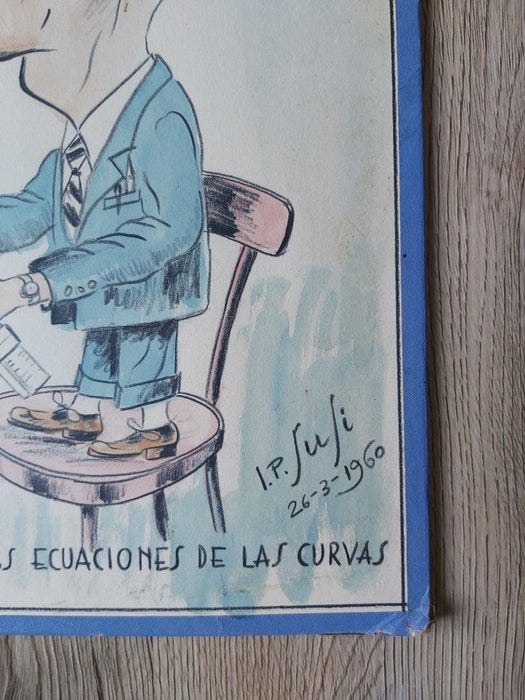 I.P. SuSi
26-3-1960
S ECUACIONES DE LAS CURVAS